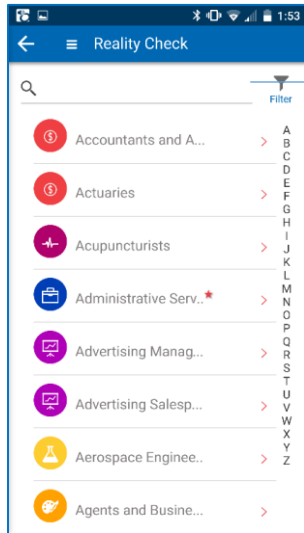 1:53
Reality Check
Filter
Accountants and A...
Actuaries
Acupuncturists
Administrative Serv..*
Advertising Manag...
Advertising Salesp...
Aerospace Enginee..
Agents and Busine...
A
B
C
D
E
F
G
H
I
J
K
L
M
N
O
P
Q
R
S
T
U
V
W
X
Y
Z